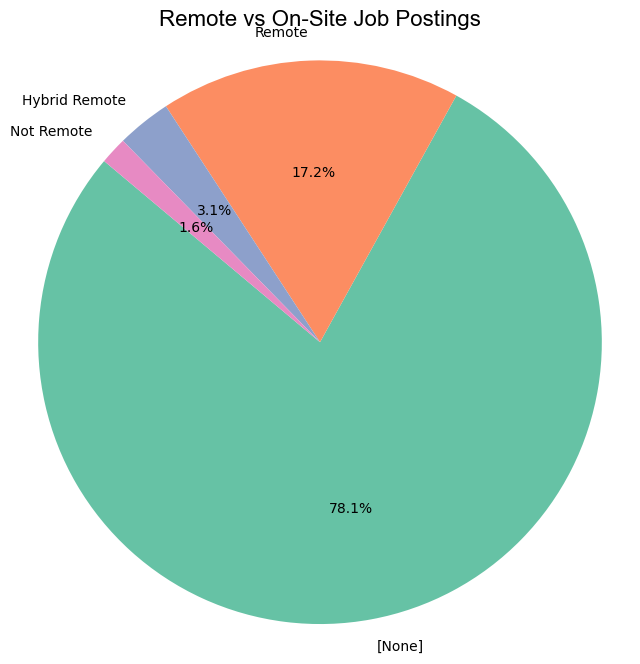 Remote vs On-Site Job Postings
Remote
Hybrid Remote
Not Remote
17.2%
3.1%
1.6%
78.1%
[None]